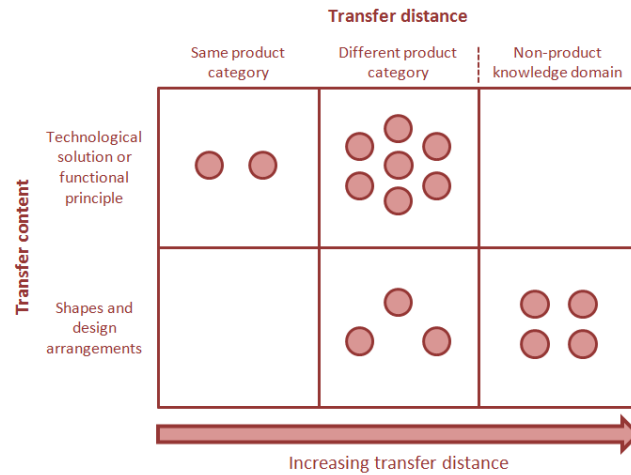 Transfer distance
Same product
category
Different product
category
Non-product
knowledge domain
Transfer content
Technological
solution or
functional
principle
Shapes and
design
arrangements
Increasing transfer distance